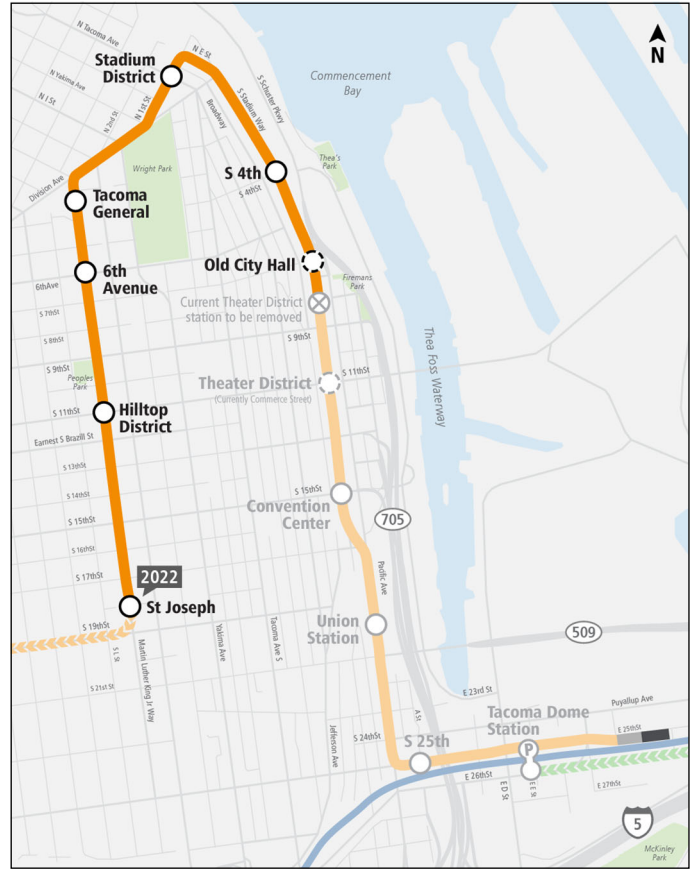 N Tacoma Ave
N E St
Stadium
District
S Schuster Pkwy
Commencement
Bay
N
N Yakima Ave
N I St
N 2nd St
N 1st St
Broadway
S Stadium Way
Wright Park
Thea's
Park
S 4th
S 4thSt
Division Ave
Tacoma
General
Old City Hall
6thAve
6th
Avenue
Firemans
Park
Current Theater District
station to be removed
S 7thSt
S 8thSt
S 9thSt
S 9thSt
Thea Foss Waterway
Peoples
Park
Theater District
(Currently Commerce Street)
S 11thSt
S 11thSt
Hilltop
District
Earnest S Brazill St
S 13thSt
S 14thSt
S 15thSt
S 15thSt
Convention
Center
705
S 16thSt
S 17thSt
2022
St Joseph
Pacific Ave
Union
Station
509
S 19thSt
S L St
Martin Luther King Jr Way
Yakima Ave
Tacoma Ave S
S 21st St
E 23rd St
Puyallup Ave
A St
Tacoma Dome
Station
E 25thSt
Jefferson Ave
S 24thSt
S 25th
P
E 26thSt
E D St
E E St
E 27thSt
5
McKinley
Park